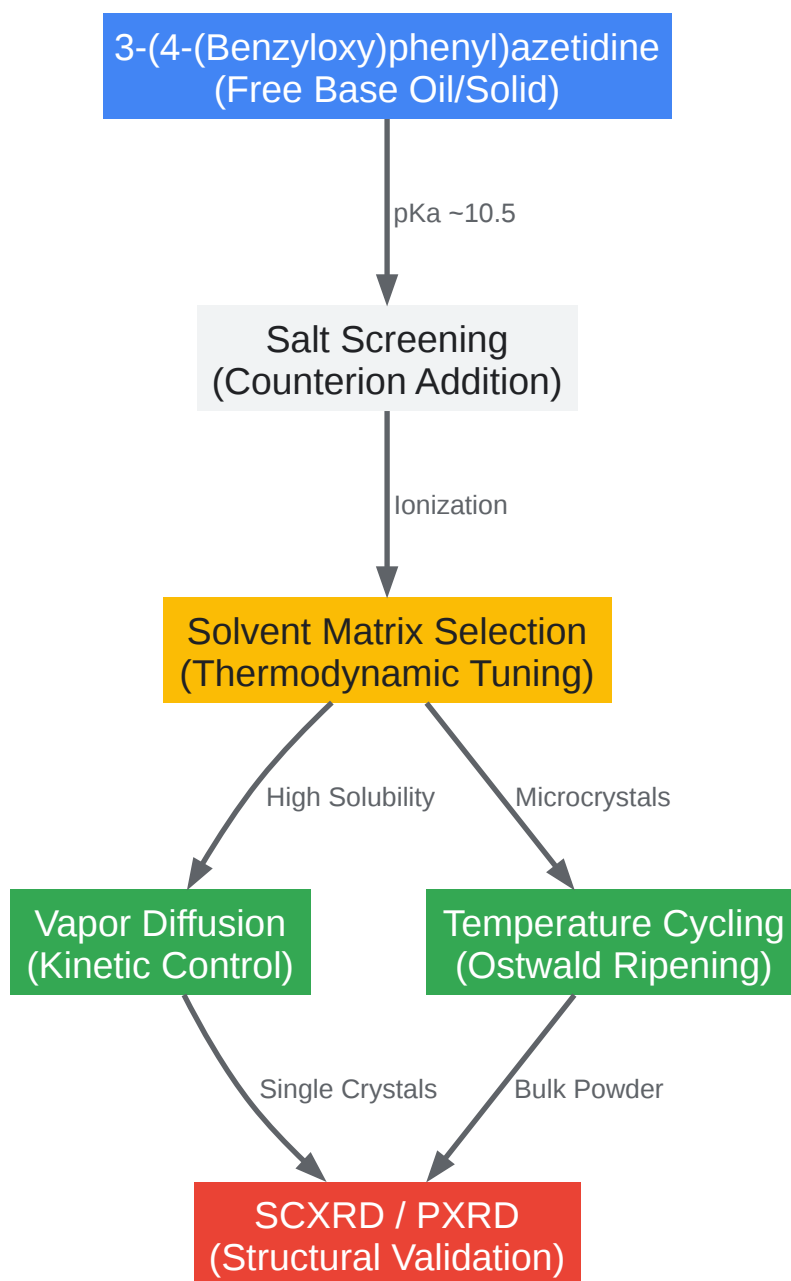 3-(4-(Benzyloxy)phenyl)azetidine
(Free Base Oil/Solid)
pKa ~10.5
Salt Screening
(Counterion Addition)
Ionization
Solvent Matrix Selection
(Thermodynamic Tuning)
High Solubility
Microcrystals
Vapor Diffusion
(Kinetic Control)
Temperature Cycling
(Ostwald Ripening)
Single Crystals
Bulk Powder
SCXRD / PXRD
(Structural Validation)